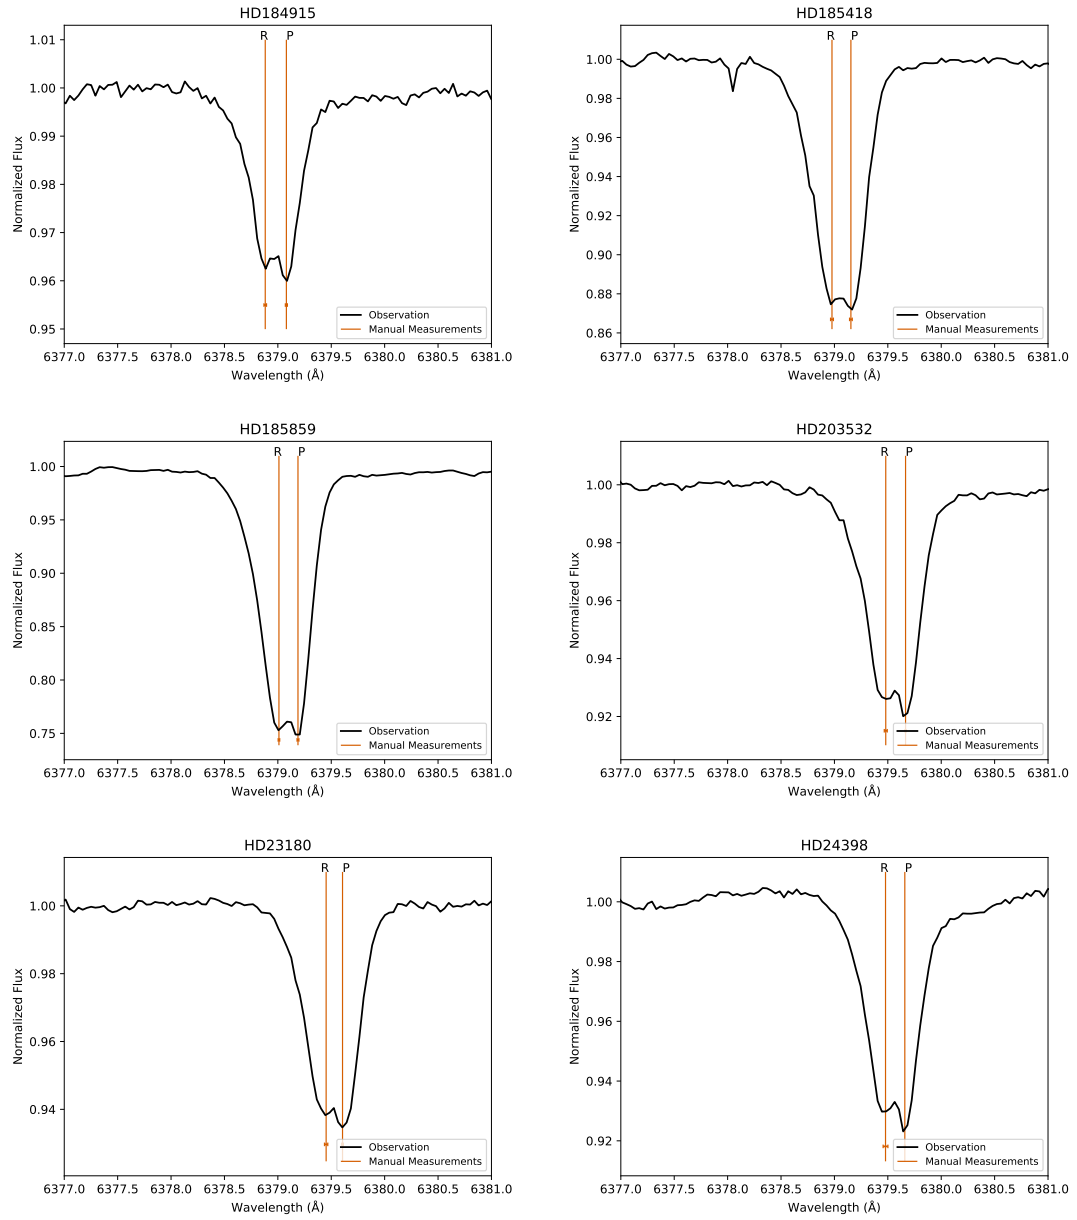 HD184915
R P
1.01
1.00
0.99
0.98
0.97
0.96
0.95
Normalized Flux
Observation
Manual Measurements
6377.0 6377.5 6378.0 6378.5 6379.0 6379.5 6380.0 6380.5 6381.0
Wavelength (Å)
HD185418
R P
1.00
0.98
0.96
0.94
0.92
0.90
0.88
0.86
Normalized Flux
Observation
Manual Measurements
6377.0 6377.5 6378.0 6378.5 6379.0 6379.5 6380.0 6380.5 6381.0
Wavelength (Å)
HD185859
R P
1.00
0.95
0.90
0.85
0.80
0.75
Normalized Flux
Observation
Manual Measurements
6377.0 6377.5 6378.0 6378.5 6379.0 6379.5 6380.0 6380.5 6381.0
Wavelength (Å)
HD203532
R P
1.00
0.98
0.96
0.94
0.92
Normalized Flux
Observation
Manual Measurements
6377.0 6377.5 6378.0 6378.5 6379.0 6379.5 6380.0 6380.5 6381.0
Wavelength (Å)
HD23180
R P
1.00
0.98
0.96
0.94
Normalized Flux
Observation
Manual Measurements
6377.0 6377.5 6378.0 6378.5 6379.0 6379.5 6380.0 6380.5 6381.0
Wavelength (Å)
HD24398
R P
1.00
0.98
0.96
0.94
0.92
Normalized Flux
Observation
Manual Measurements
6377.0 6377.5 6378.0 6378.5 6379.0 6379.5 6380.0 6380.5 6381.0
Wavelength (Å)